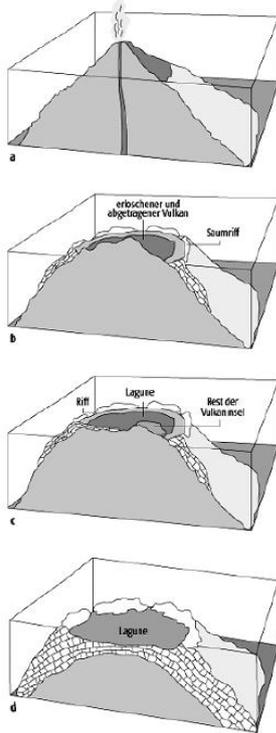 a
erloschener und
abgetragener Vulkan
Saumriff
b
Lagune
Riff
Rest der
Vulkaninsel
c
Lagune
d